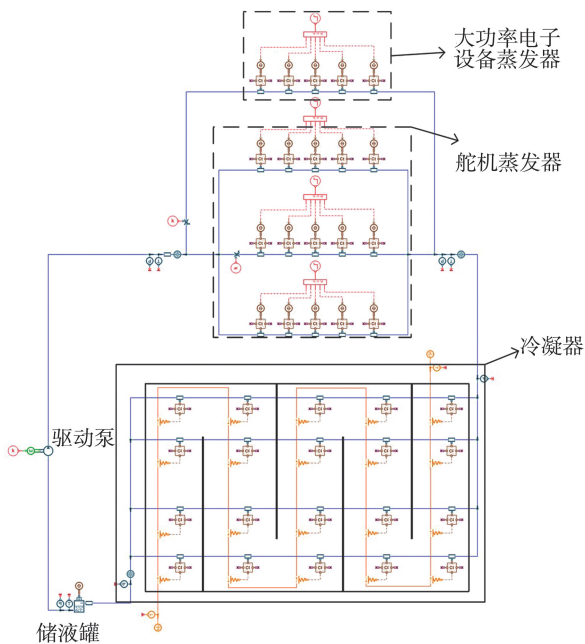 大功率电子
设备蒸发器
舵机蒸发器
冷凝器
驱动泵
储液罐